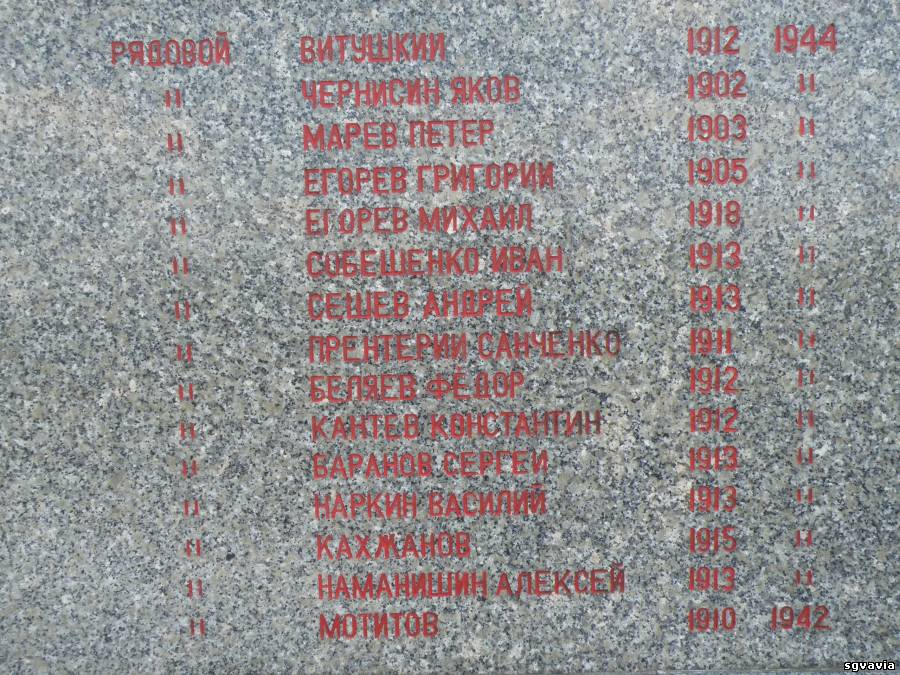 РЯДОВОЙ ВИТУШКИИ 1912 1944
" ЧЕРНИСИН ЯКОВ 1902 "
" МАРЕВ ПЕТЕР 1903 "
" ЕГОРЕВ ГРИГОРИИ 1905 "
" ЕГОРЕВ МИХАИЛ 1918 "
" СОБЕШЕНКО ИВАН 1913 "
" СЕШЕВ АНДРЕЙ 1913 "
" ПРЕНТЕРИИ САНЧЕНКО 1911 "
" БЕЛЯЕВ ФЁДОР 1912 "
" КАНТЕВ КОНСТАНТИН 1912 "
" БАРАНОВ СЕРГЕИ 1913 "
" НАРКИН ВАСИЛИЙ 1913 "
" КАХЖАНОВ 1915 "
" НАМАНИШИН АЛЕКСЕЙ 1913 "
" МОТИТОВ 1910 1942
sgvavia